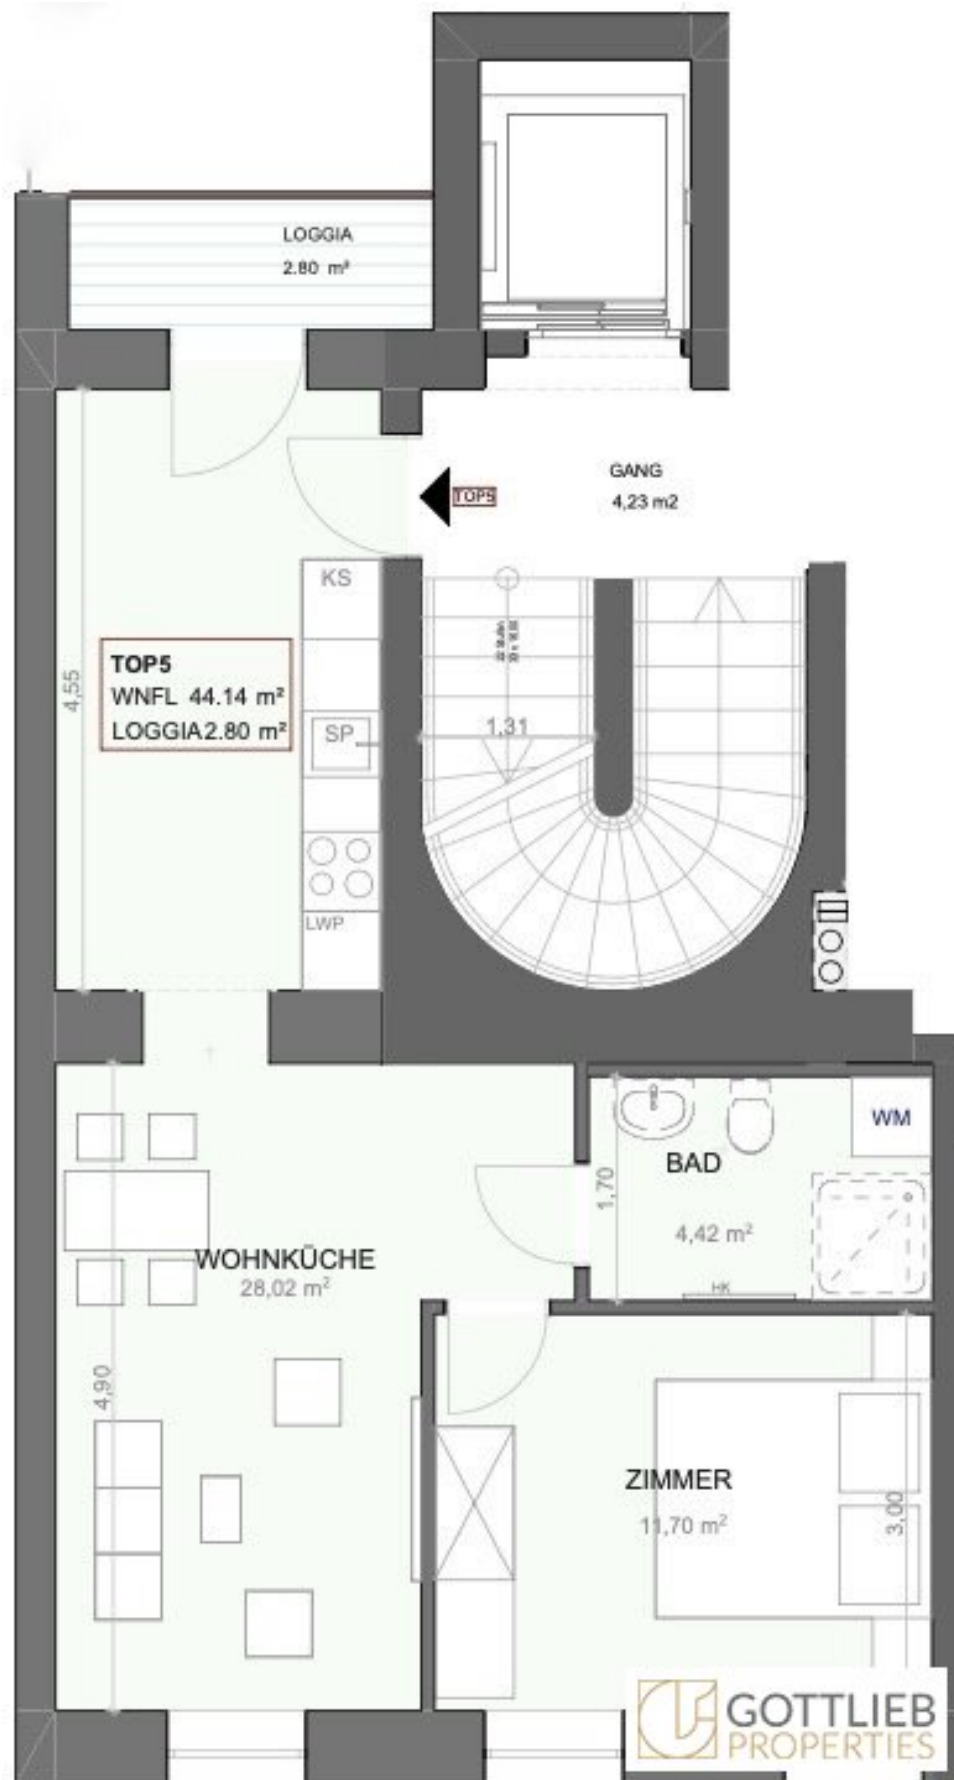 LOGGIA
2.80 m²
GANG
4,23 m2
TOP5
KS
TOP5
WNFL 44.14 m²
LOGGIA 2.80 m²
4,55
SP
1,31
LWP
WM
BAD
1,70
4,42 m²
HK
WOHNKÜCHE
28,02 m²
4,90
ZIMMER
11,70 m²
3,00
GOTTLIEB
PROPERTIES